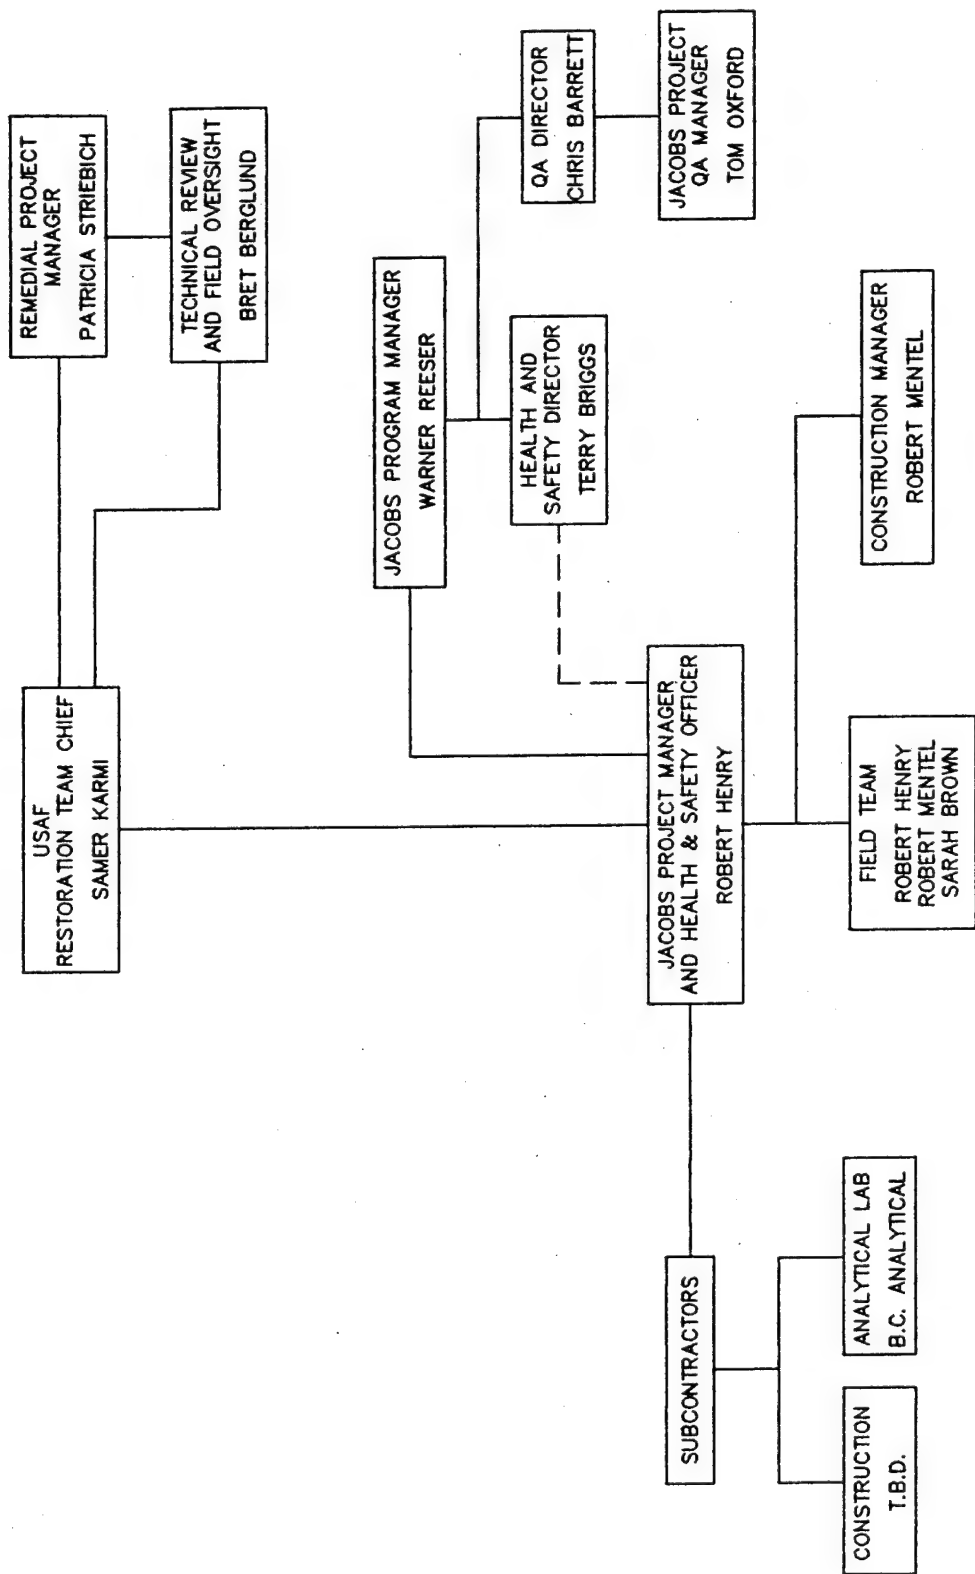 USAF
RESTORATION TEAM CHIEF
SAMER KARMI
REMEDIAL PROJECT
MANAGER
PATRICIA STRIEBICH
TECHNICAL REVIEW
AND FIELD OVERSIGHT
BRET BERGLUND
JACOBS PROGRAM MANAGER
WARNER REESER
HEALTH AND
SAFETY DIRECTOR
TERRY BRIGGS
QA DIRECTOR
CHRIS BARRETT
JACOBS PROJECT
QA MANAGER
TOM OXFORD
JACOBS PROJECT MANAGER
AND HEALTH & SAFETY OFFICER
ROBERT HENRY
SUBCONTRACTORS
CONSTRUCTION
T.B.D.
ANALYTICAL LAB
B.C. ANALYTICAL
FIELD TEAM
ROBERT HENRY
ROBERT MENTEL
SARAH BROWN
CONSTRUCTION MANAGER
ROBERT MENTEL